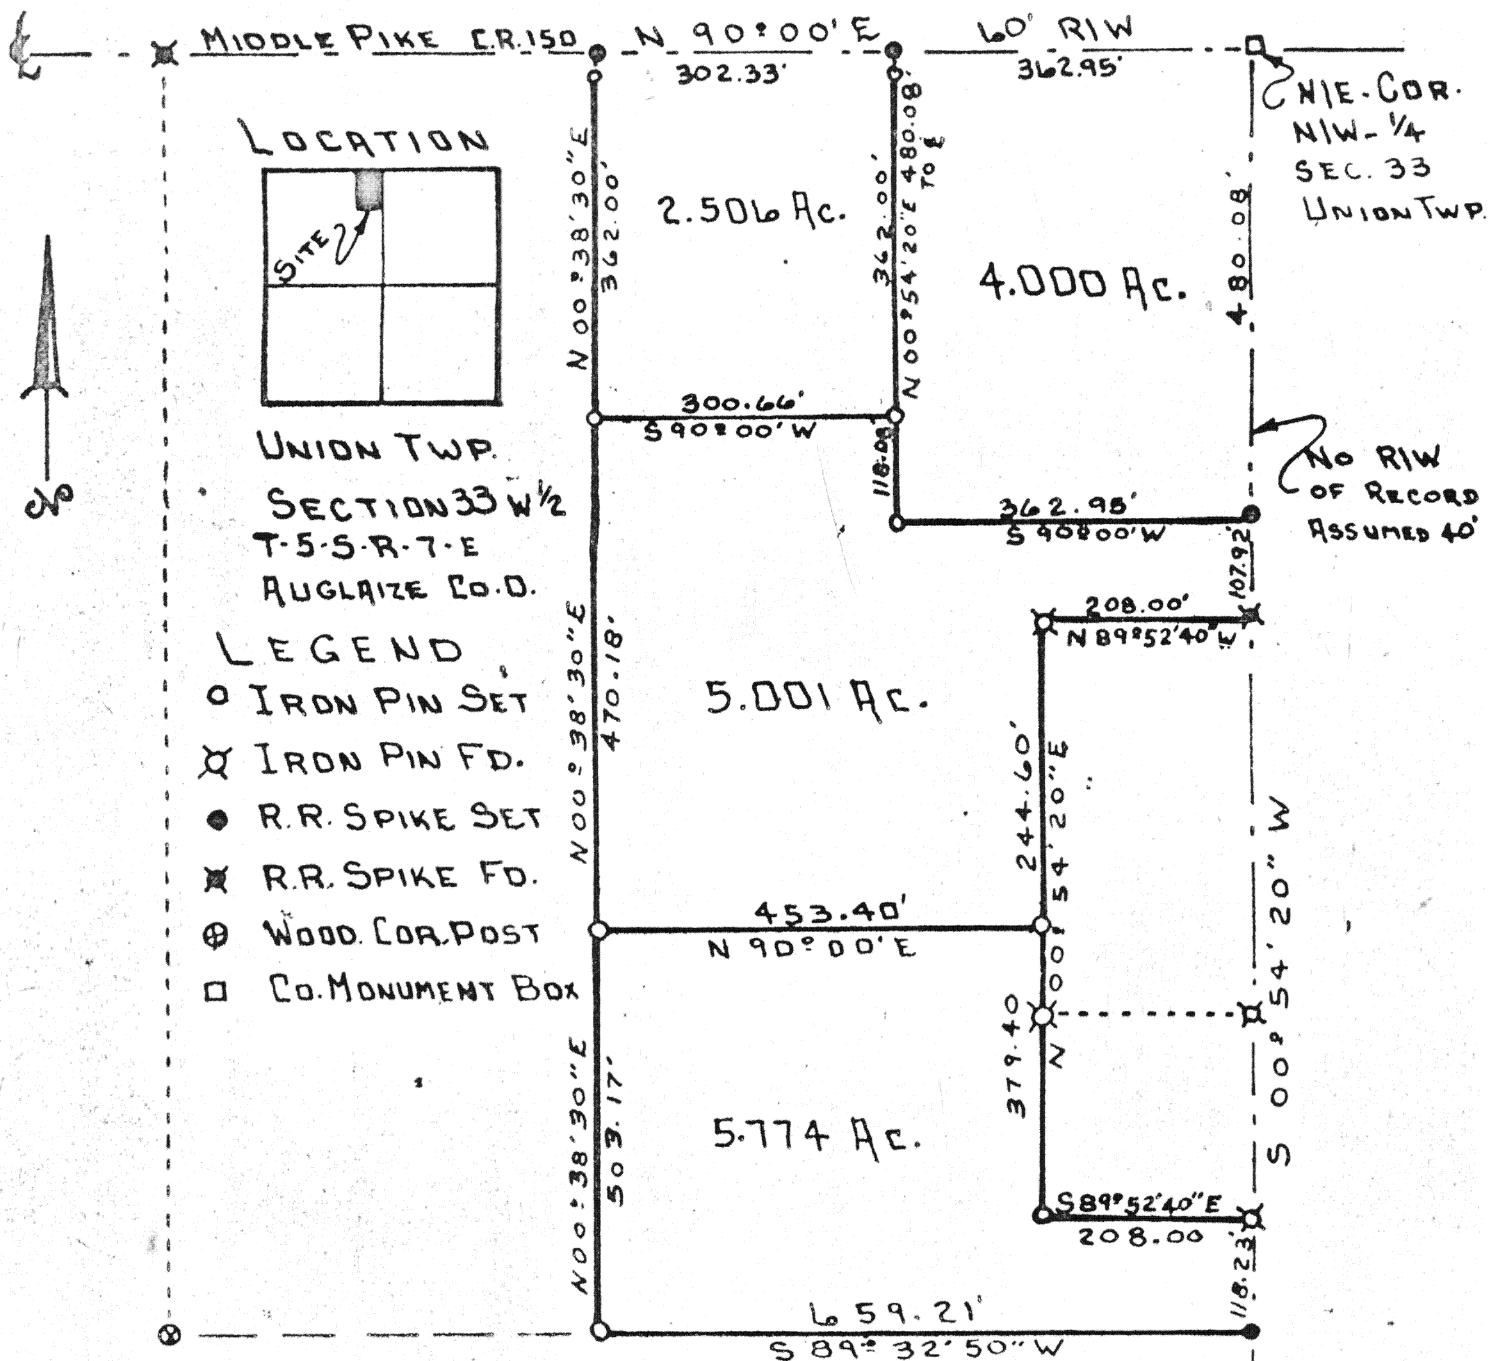 MIDDLE PIKE C.R.150 N 90°00'E 60' R/W
302.33' 362.95'
N/E-COR.
N/W-1/4
SEC. 33
UNION TWP.
LOCATION
SITE
N 00°38'30"E
362.00'
2.506 Ac.
362.00'
N 00°54'20"E 480.08'
TO ℄
4.000 Ac.
480.08'
300.66'
S 90°00'W
118.08'
362.95'
S 90°00'W
NO R/W
OF RECORD
ASSUMED 40'
UNION TWP.
SECTION 33 W 1/2
T-5-S-R-7-E
AUGLAIZE CO.O.
107.92'
208.00'
N 89°52'40"W
LEGEND
IRON PIN SET
IRON PIN FD.
R.R. SPIKE SET
R.R. SPIKE FD.
WOOD. COR. POST
CO. MONUMENT BOX
N00°38'30"E
470.18'
5.001 Ac.
244.60'
N 00°54'20"E
453.40'
N 90°00'E
379.40
S 00°54'20" W
N00°38'30"E
503.17'
5.774 Ac.
S89°52'40"E
208.00
118.23'
659.21'
S 89°32'50" W
N